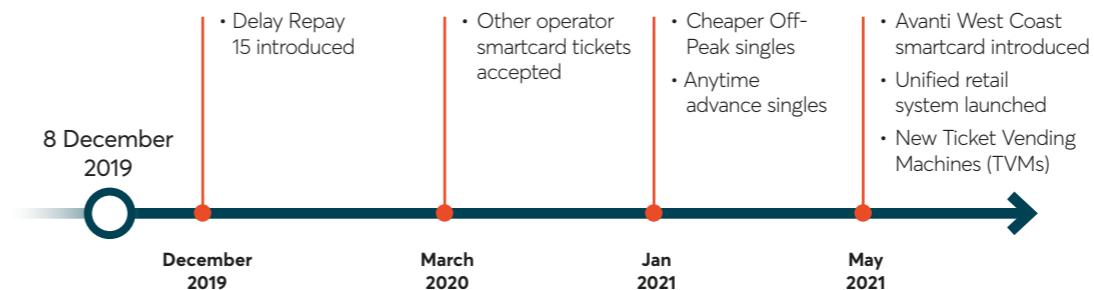 8 December
2019
• Delay Repay
15 introduced
• Other operator
smartcard tickets
accepted
• Cheaper Off-
Peak singles
• Anytime
advance singles
• Avanti West Coast
smartcard introduced
• Unified retail
system launched
• New Ticket Vending
Machines (TVMs)
December
2019
March
2020
Jan
2021
May
2021